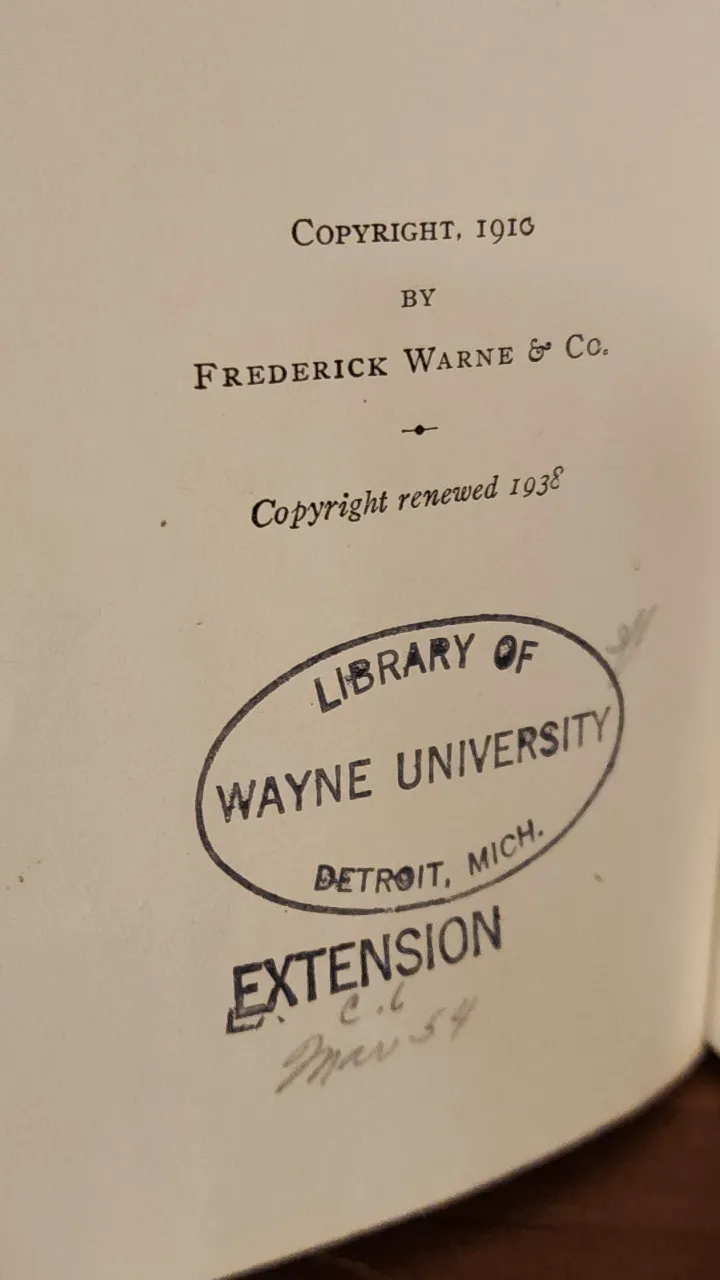 COPYRIGHT, 1910
BY
FREDERICK WARNE & Co.
Copyright renewed 1938
LIBRARY OF
WAYNE UNIVERSITY
DETROIT, MICH.
EXTENSION
Mar 54